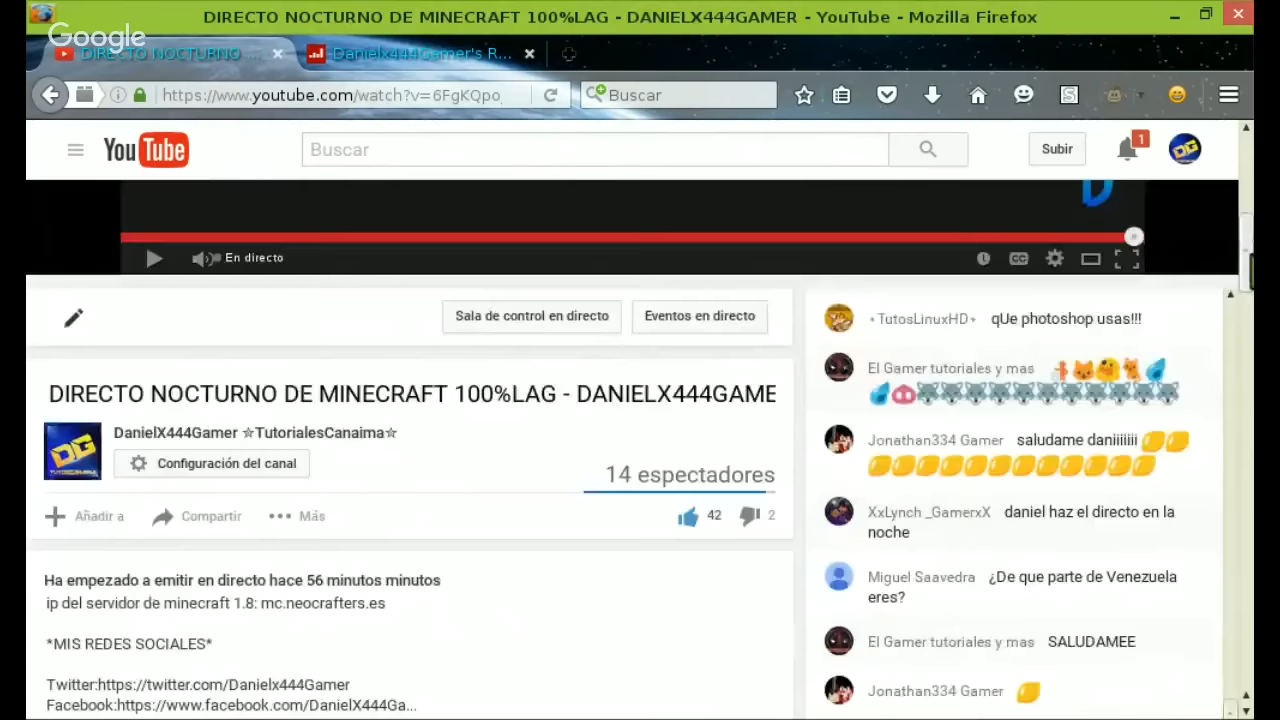 DIRECTO NOCTURNO DE MINECRAFT 100%LAG - DANIELX444GAMER - YouTube - Mozilla Firefox
Google
DIRECTO NOCTURNO ...
Danielx444Gamer's R...
https://www.youtube.com/watch?v=6FgKQpo
Buscar
S
YouTube
Buscar
Subir
1
DG
En directo
CC
Sala de control en directo
Eventos en directo
DIRECTO NOCTURNO DE MINECRAFT 100%LAG - DANIELX444GAME
DG
DanielX444Gamer ☆TutorialesCanaima☆
Configuración del canal
14 espectadores
Añadir a
Compartir
Más
42
2
Ha empezado a emitir en directo hace 56 minutos minutos
ip del servidor de minecraft 1.8: mc.neocrafters.es
*MIS REDES SOCIALES*
Twitter:https://twitter.com/Danielx444Gamer
Facebook:https://www.facebook.com/DanielX444Ga...
⋆TutosLinuxHD⋆ qUe photoshop usas!!!
El Gamer tutoriales y mas
Jonathan334 Gamer saludame daniiiiiii
XxLynch _GamerxX daniel haz el directo en la
noche
Miguel Saavedra ¿De que parte de Venezuela
eres?
El Gamer tutoriales y mas SALUDAMEE
Jonathan334 Gamer